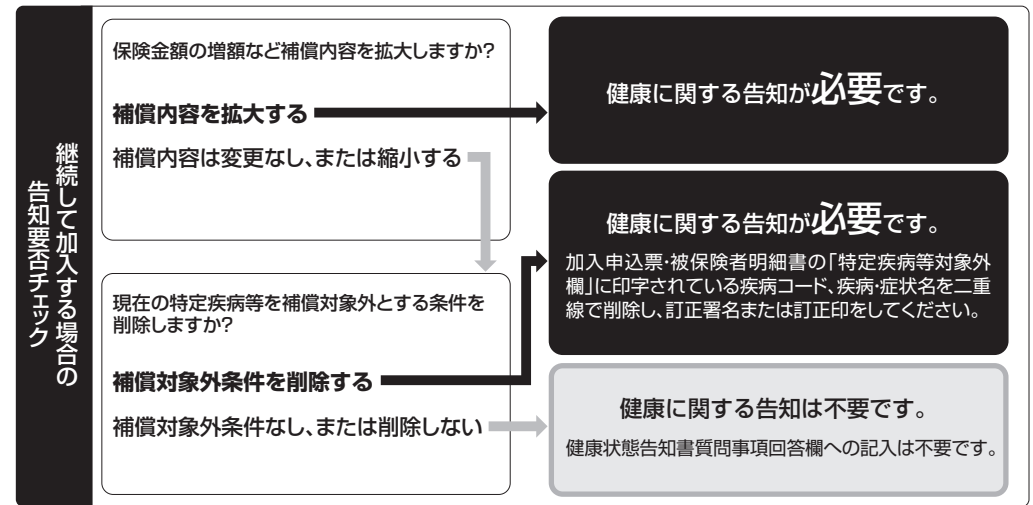 継続して加入する場合の
告知要否チェック
保険金額の増額など補償内容を拡大しますか?
補償内容を拡大する
補償内容は変更なし、または縮小する
健康に関する告知が必要です。
現在の特定疾病等を補償対象外とする条件を
削除しますか?
補償対象外条件を削除する
補償対象外条件なし、または削除しない
健康に関する告知が必要です。
加入申込票・被保険者明細書の「特定疾病等対象外
欄」に印字されている疾病コード、疾病・症状名を二重
線で削除し、訂正署名または訂正印をしてください。
健康に関する告知は不要です。
健康状態告知書質問事項回答欄への記入は不要です。